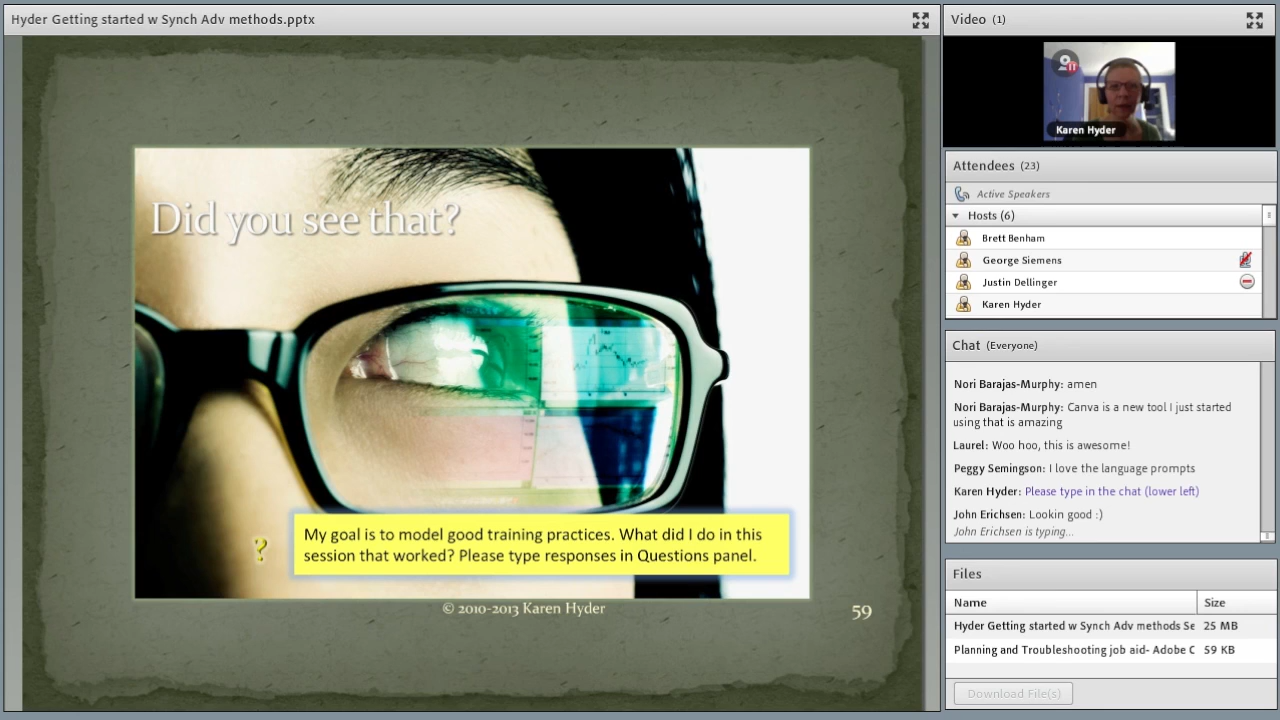 Hyder Getting started w Synch Adv methods.pptx
Did you see that?
?
My goal is to model good training practices. What did I do in this
session that worked? Please type responses in Questions panel.
© 2010-2013 Karen Hyder
59
Video (1)
Karen Hyder
Attendees (23)
Active Speakers
Hosts (6)
Brett Benham
George Siemens
Justin Dellinger
Karen Hyder
Chat (Everyone)
Nori Barajas-Murphy: amen
Nori Barajas-Murphy: Canva is a new tool I just started
using that is amazing
Laurel: Woo hoo, this is awesome!
Peggy Semingson: I love the language prompts
Karen Hyder: Please type in the chat (lower left)
John Erichsen: Lookin good :)
John Erichsen is typing...
Files
Name Size
Hyder Getting started w Synch Adv methods Se 25 MB
Planning and Troubleshooting job aid- Adobe C 59 KB
Download File(s)